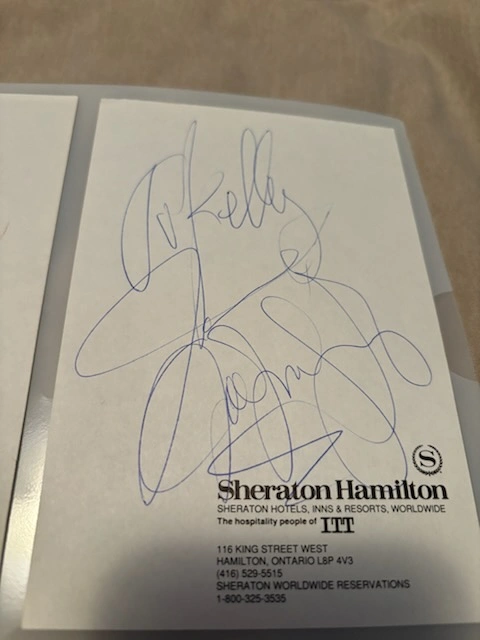 To Kelly
Love
S
Sheraton Hamilton
SHERATON HOTELS, INNS & RESORTS, WORLDWIDE
The hospitality people of ITT
116 KING STREET WEST
HAMILTON, ONTARIO L8P 4V3
(416) 529-5515
SHERATON WORLDWIDE RESERVATIONS
1-800-325-3535